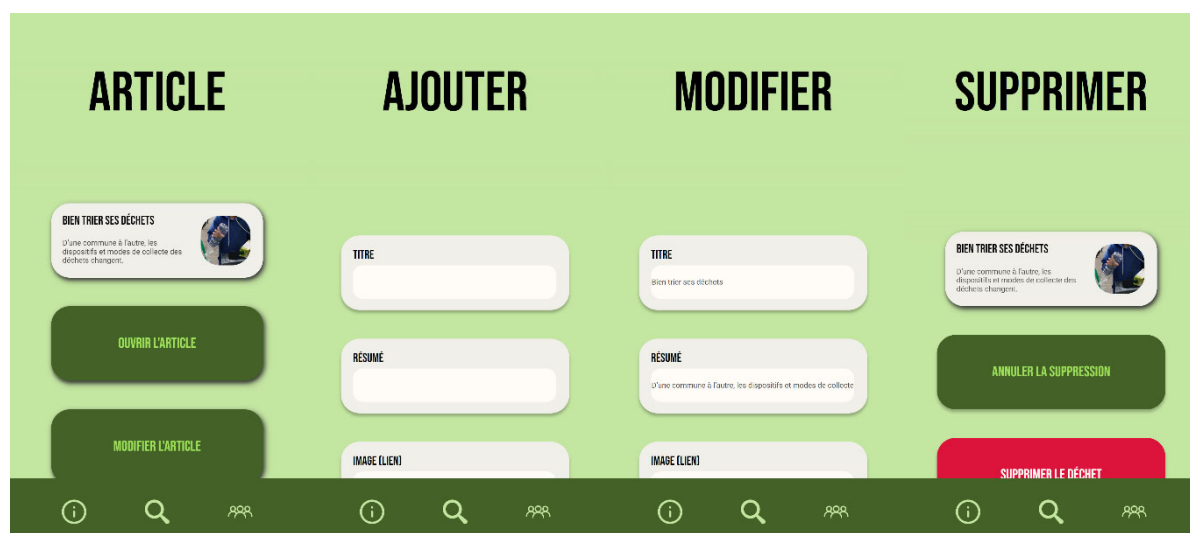 ARTICLE
BIEN TRIER SES DÉCHETS
D'une commune à l'autre, les
dispositifs et modes de collecte des
déchets changent.
OUVRIR L'ARTICLE
MODIFIER L'ARTICLE
AJOUTER
TITRE
RÉSUMÉ
IMAGE (LIEN)
MODIFIER
TITRE
Bien trier ses déchets
RÉSUMÉ
D'une commune à l'autre, les dispositifs et modes de collecte
IMAGE (LIEN)
SUPPRIMER
BIEN TRIER SES DÉCHETS
D'une commune à l'autre, les
dispositifs et modes de collecte des
déchets changent.
ANNULER LA SUPPRESSION
SUPPRIMER LE DÉCHET